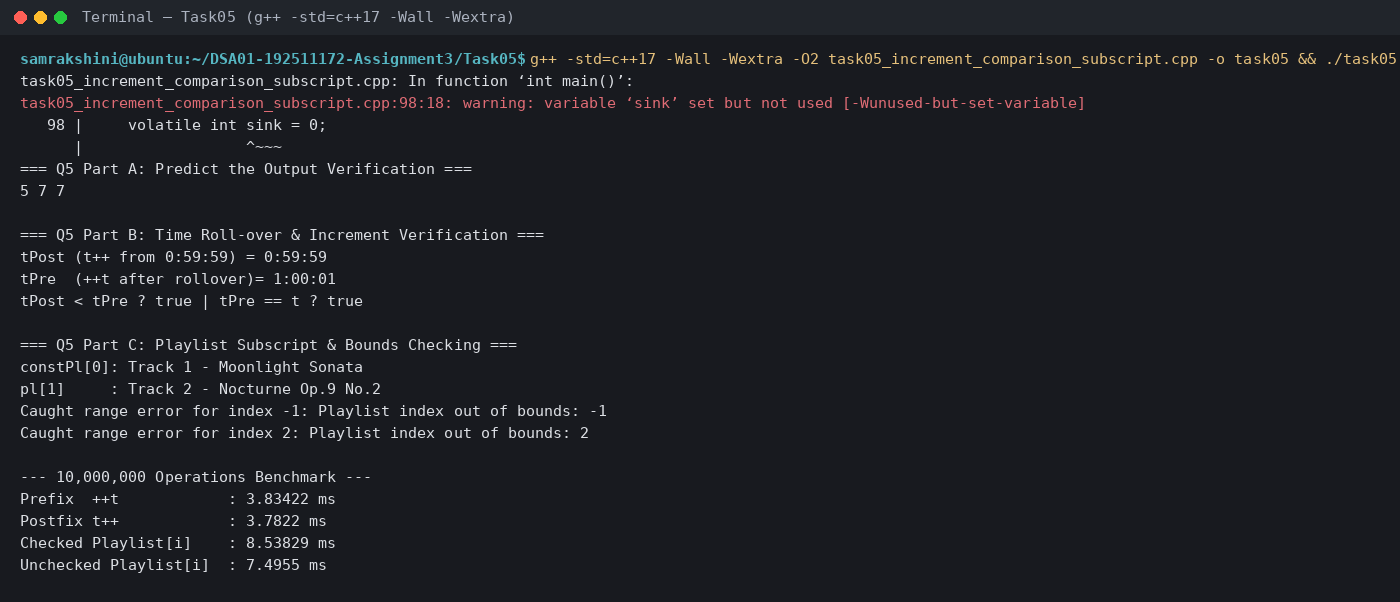 Terminal — Task05 (g++ -std=c++17 -Wall -Wextra)
samrakshini@ubuntu:~/DSA01-192511172-Assignment3/Task05$ g++ -std=c++17 -Wall -Wextra -O2 task05_increment_comparison_subscript.cpp -o task05 && ./task05
task05_increment_comparison_subscript.cpp: In function ‘int main()’:
task05_increment_comparison_subscript.cpp:98:18: warning: variable ‘sink’ set but not used [-Wunused-but-set-variable]
   98 |     volatile int sink = 0;
      |                  ^~~~
=== Q5 Part A: Predict the Output Verification ===
5 7 7

=== Q5 Part B: Time Roll-over & Increment Verification ===
tPost (t++ from 0:59:59) = 0:59:59
tPre  (++t after rollover)= 1:00:01
tPost < tPre ? true | tPre == t ? true

=== Q5 Part C: Playlist Subscript & Bounds Checking ===
constPl[0]: Track 1 - Moonlight Sonata
pl[1]     : Track 2 - Nocturne Op.9 No.2
Caught range error for index -1: Playlist index out of bounds: -1
Caught range error for index 2: Playlist index out of bounds: 2

--- 10,000,000 Operations Benchmark ---
Prefix  ++t            : 3.83422 ms
Postfix t++            : 3.7822 ms
Checked Playlist[i]    : 8.53829 ms
Unchecked Playlist[i]  : 7.4955 ms